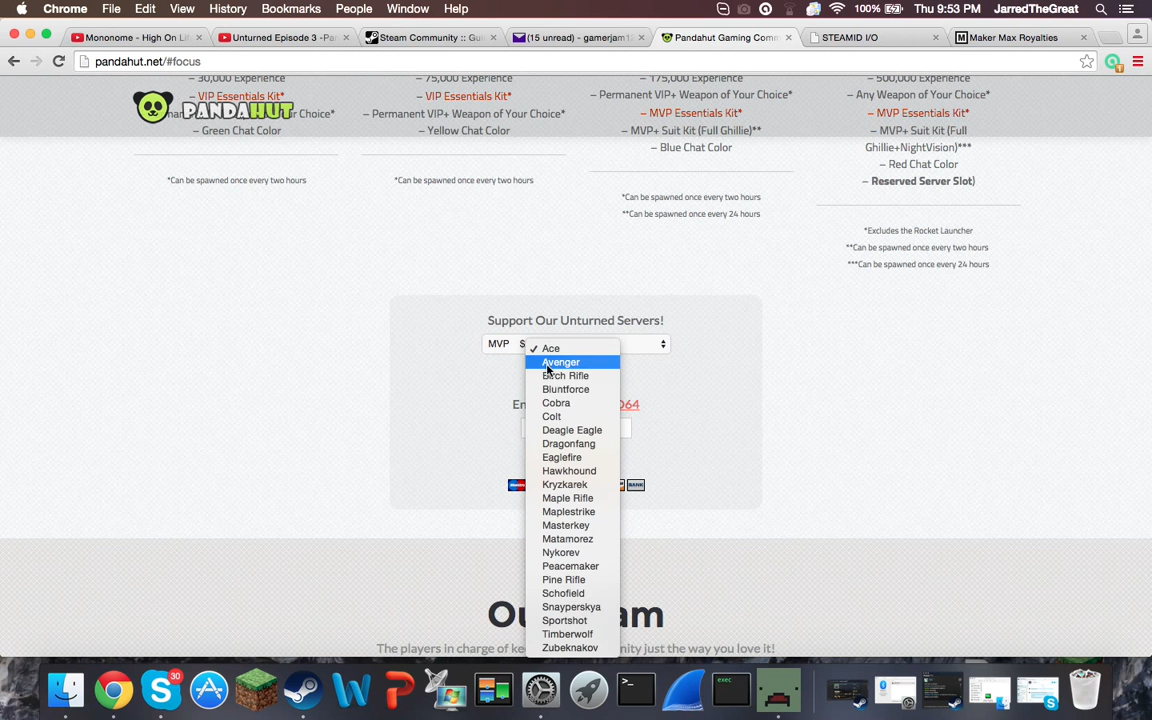 Chrome File Edit View History Bookmarks People Window Help 100% Thu 9:53 PM JarredTheGreat
Mononome - High On Li
Unturned Episode 3 -Pa
Steam Community :: Gui
(15 unread) - gamerjam12
Pandahut Gaming Comm
STEAMID I/O
Maker Max Royalties
pandahut.net/#focus
– 30,000 Experience
– VIP Essentials Kit*
PANDAHUT
Choice*
– Green Chat Color
*Can be spawned once every two hours
– 75,000 Experience
– VIP Essentials Kit*
– Permanent VIP+ Weapon of Your Choice*
– Yellow Chat Color
*Can be spawned once every two hours
– 175,000 Experience
– Permanent VIP+ Weapon of Your Choice*
– MVP Essentials Kit*
– MVP+ Suit Kit (Full Ghillie)**
– Blue Chat Color
*Can be spawned once every two hours
**Can be spawned once every 24 hours
– 500,000 Experience
– Any Weapon of Your Choice*
– MVP Essentials Kit*
– MVP+ Suit Kit (Full
Ghillie+NightVision)***
– Red Chat Color
– Reserved Server Slot)
*Excludes the Rocket Launcher
**Can be spawned once every two hours
***Can be spawned once every 24 hours
Support Our Unturned Servers!
MVP
✓ Ace
Avenger
Birch Rifle
Bluntforce
Cobra
Colt
Deagle Eagle
Dragonfang
Eaglefire
Hawkhound
Kryzkarek
Maple Rifle
Maplestrike
Masterkey
Matamorez
Nykorev
Peacemaker
Pine Rifle
Schofield
Snayperskya
Sportshot
Timberwolf
Zubeknakov
D64
BANK
The players in charge of
just the way you love it!
30
exec